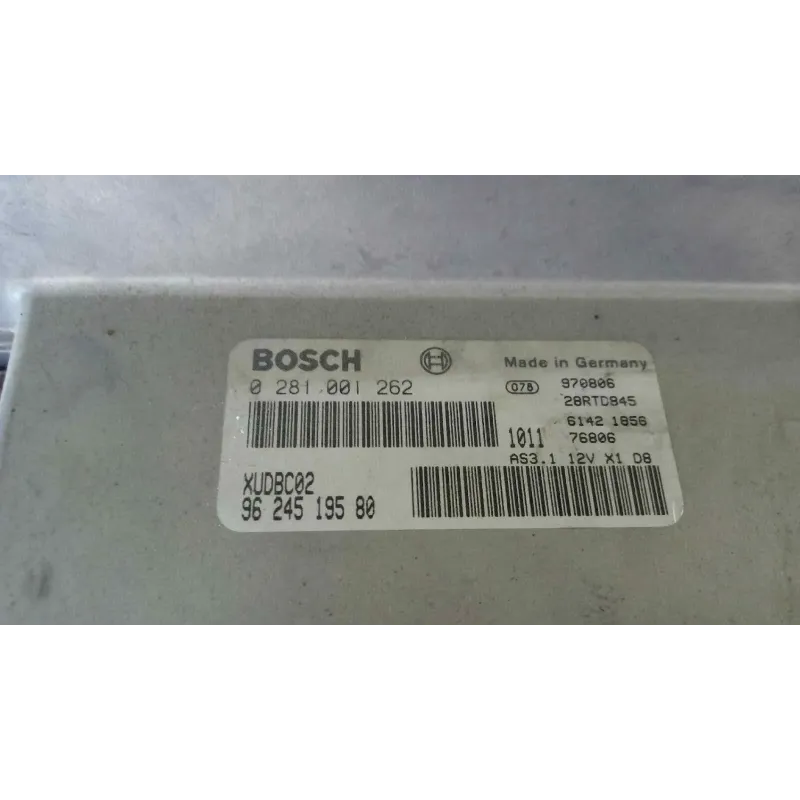 BOSCH
Made in Germany
0 281 001 262
078 970806
28RTD845
6142 1856
1011 76806
AS3.1 12V X1 D8
XUDBC02
96 245 195 80